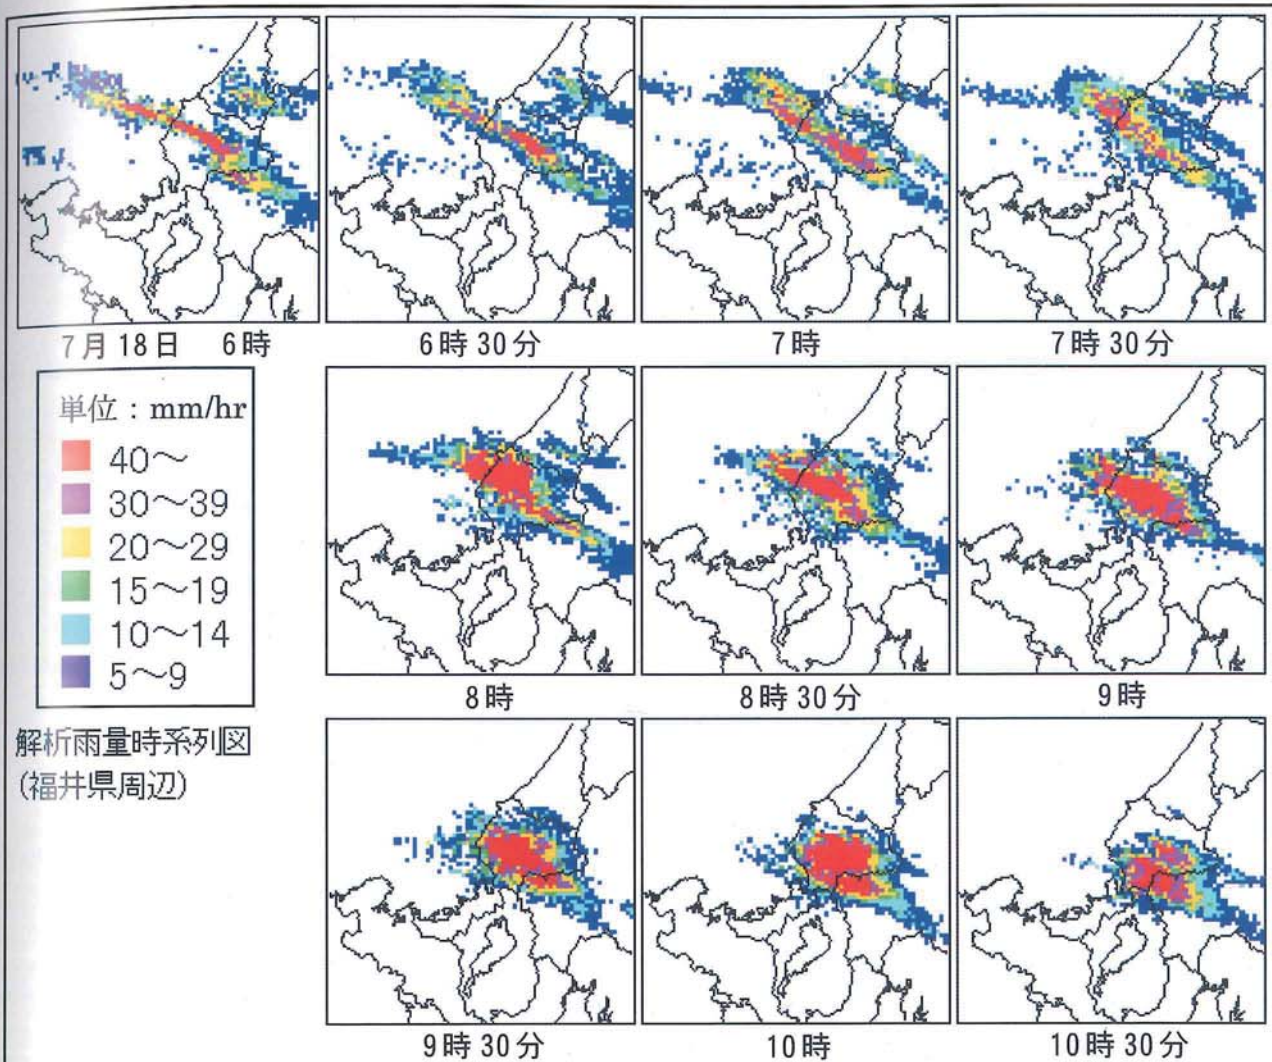 7月18日 6時
6時30分
7時
7時30分
単位:mm/hr
40~
30~39
20~29
15~19
10~14
5~9
8時
8時30分
9時
解析雨量時系列図
(福井県周辺)
9時30分
10時
10時30分